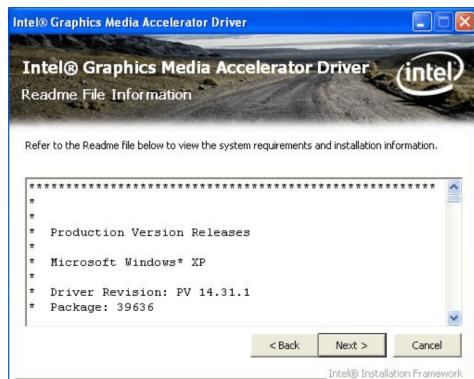 Intel® Graphics Media Accelerator Driver
Intel® Graphics Media Accelerator Driver
intel
Readme File Information
Refer to the Readme file below to view the system requirements and installation information.
*******************************************************
*
*
* Production Version Releases
*
* Microsoft Windows* XP
*
* Driver Revision: PV 14.31.1
* Package: 39636
< Back Next > Cancel
Intel® Installation Framework